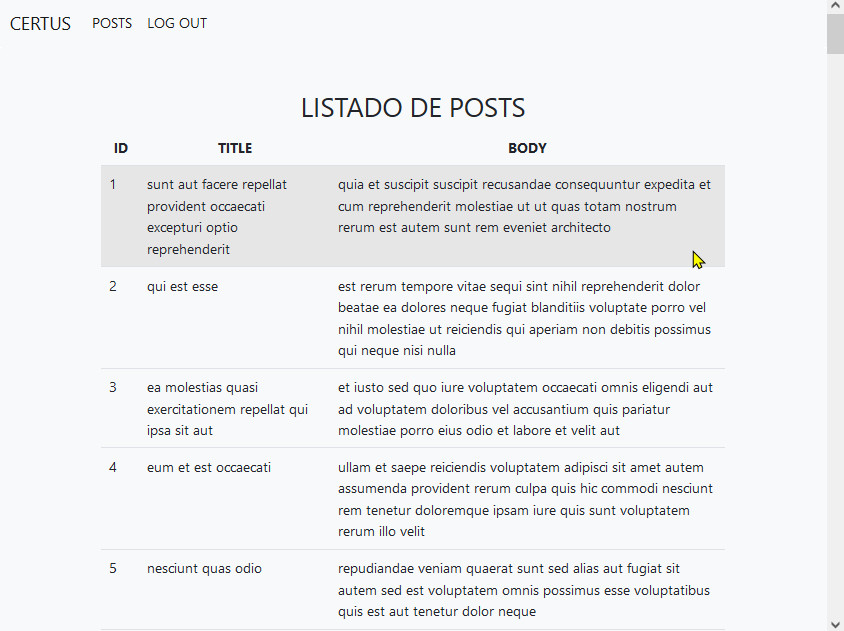 CERTUS POSTS LOG OUT
LISTADO DE POSTS
ID TITLE BODY
1 sunt aut facere repellat quia et suscipit suscipit recusandae consequuntur expedita et
provident occaecati cum reprehenderit molestiae ut ut quas totam nostrum
excepturi optio rerum est autem sunt rem eveniet architecto
reprehenderit
2 qui est esse est rerum tempore vitae sequi sint nihil reprehenderit dolor
beatae ea dolores neque fugiat blanditiis voluptate porro vel
nihil molestiae ut reiciendis qui aperiam non debitis possimus
qui neque nisi nulla
3 ea molestias quasi et iusto sed quo iure voluptatem occaecati omnis eligendi aut
exercitationem repellat qui ad voluptatem doloribus vel accusantium quis pariatur
ipsa sit aut molestiae porro eius odio et labore et velit aut
4 eum et est occaecati ullam et saepe reiciendis voluptatem adipisci sit amet autem
assumenda provident rerum culpa quis hic commodi nesciunt
rem tenetur doloremque ipsam iure quis sunt voluptatem
rerum illo velit
5 nesciunt quas odio repudiandae veniam quaerat sunt sed alias aut fugiat sit
autem sed est voluptatem omnis possimus esse voluptatibus
quis est aut tenetur dolor neque